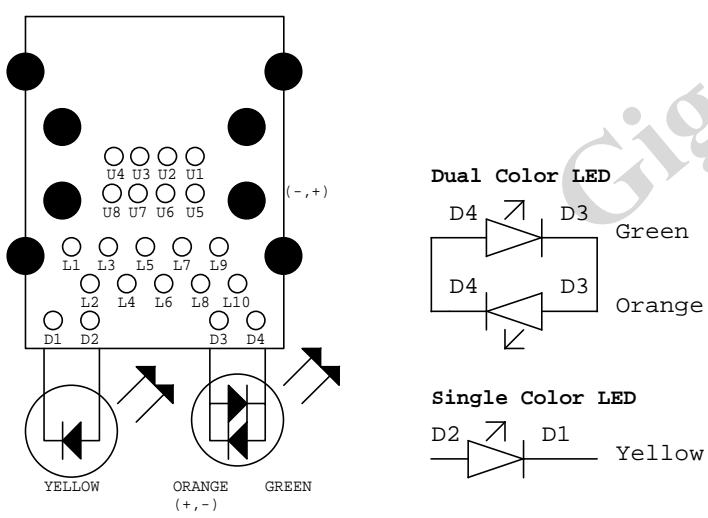 U4 U3 U2 U1
U8 U7 U6 U5
(-,+)
L1 L3 L5 L7 L9
L2 L4 L6 L8 L10
D1 D2 D3 D4
YELLOW ORANGE GREEN
(+,-)
Gig
Dual Color LED
D4 D3 Green
D4 D3 Orange
Single Color LED
D2 D1 Yellow